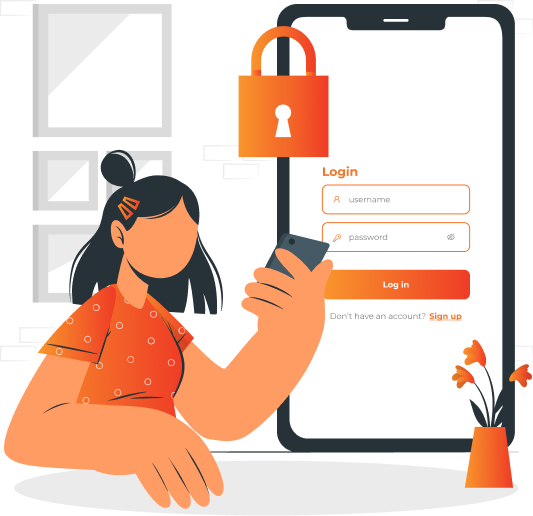 Login
username
password
Log in
Don't have an account? Sign up